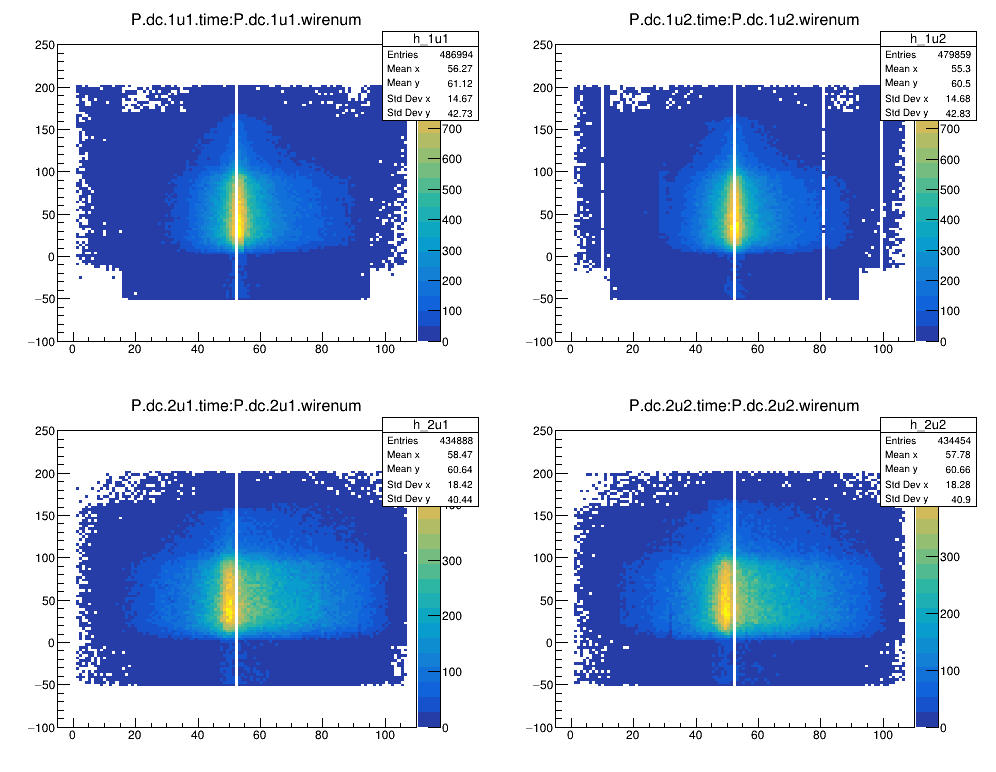 P.dc.1u1.time:P.dc.1u1.wirenum
h_1u1
Entries 486994
Mean x 56.27
Mean y 61.12
Std Dev x 14.67
Std Dev y 42.73
250
200
150
100
50
0
−50
−100
0 20 40 60 80 100
700
600
500
400
300
200
100
0
P.dc.1u2.time:P.dc.1u2.wirenum
h_1u2
Entries 479859
Mean x 55.3
Mean y 60.5
Std Dev x 14.68
Std Dev y 42.83
250
200
150
100
50
0
−50
−100
0 20 40 60 80 100
700
600
500
400
300
200
100
0
P.dc.2u1.time:P.dc.2u1.wirenum
h_2u1
Entries 434888
Mean x 58.47
Mean y 60.64
Std Dev x 18.42
Std Dev y 40.44
250
200
150
100
50
0
−50
−100
0 20 40 60 80 100
300
200
100
0
P.dc.2u2.time:P.dc.2u2.wirenum
h_2u2
Entries 434454
Mean x 57.78
Mean y 60.66
Std Dev x 18.28
Std Dev y 40.9
250
200
150
100
50
0
−50
−100
0 20 40 60 80 100
300
200
100
0